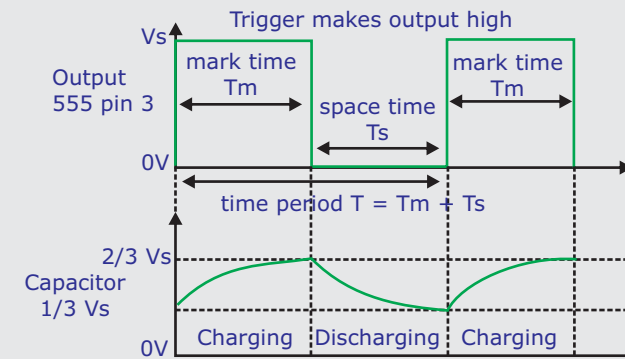 Trigger makes output high
Vs
mark time
Tm
mark time
Tm
Output
555 pin 3
space time
Ts
0V
time period T = Tm + Ts
2/3 Vs
Capacitor
1/3 Vs
Charging
Discharging
Charging
0V